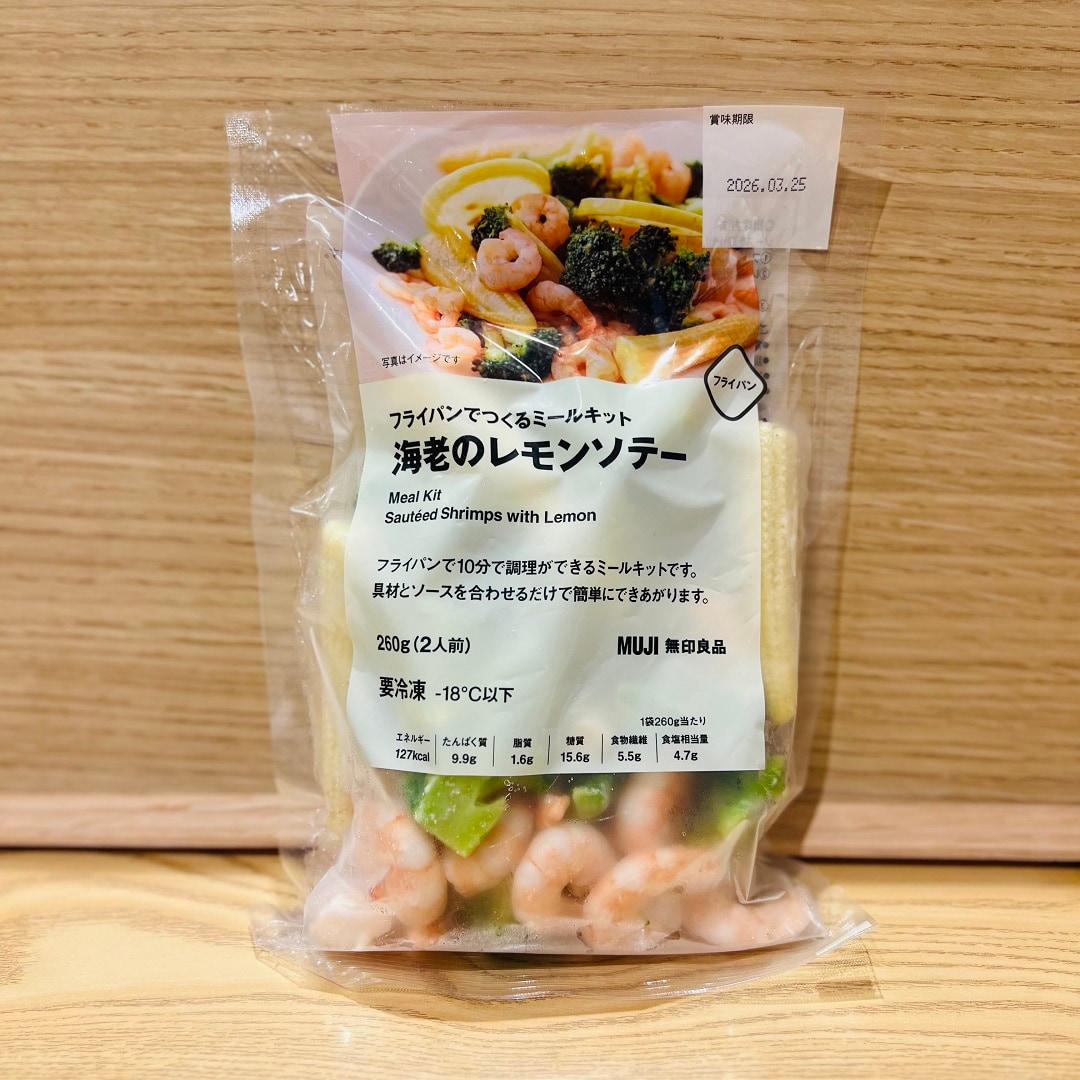 賞味期限
2026.03.25
写真はイメージです
フライパン
フライパンでつくるミールキット
海老のレモンソテー
Meal Kit
Sautéed Shrimps with Lemon
フライパンで10分で調理ができるミールキットです。
具材とソースを合わせるだけで簡単にできあがります。
260g(2人前)
MUJI 無印良品
要冷凍 -18℃以下
1袋260g当たり
エネルギー たんぱく質 脂質 糖質 食物繊維 食塩相当量
127kcal 9.9g 1.6g 15.6g 5.5g 4.7g